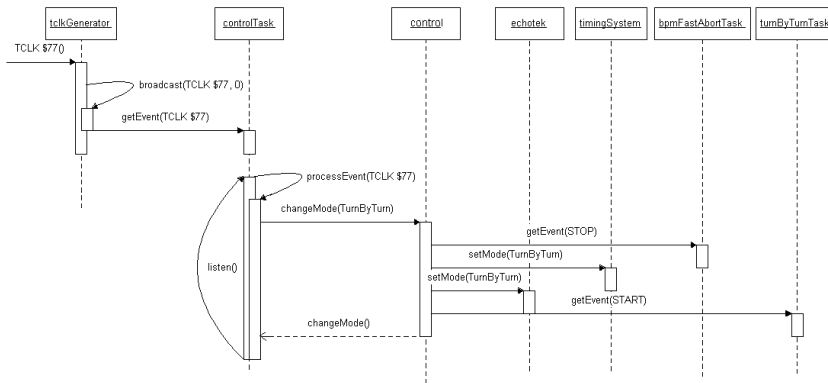 tclkGenerator
controlTask
control
echotek
timingSystem
bpmFastAbortTask
turnByTurnTask
TCLK $77()
broadcast(TCLK $77, 0)
getEvent(TCLK $77)
processEvent(TCLK $77)
changeMode(TurnByTurn)
getEvent(STOP)
setMode(TurnByTurn)
listen()
setMode(TurnByTurn)
getEvent(START)
changeMode()